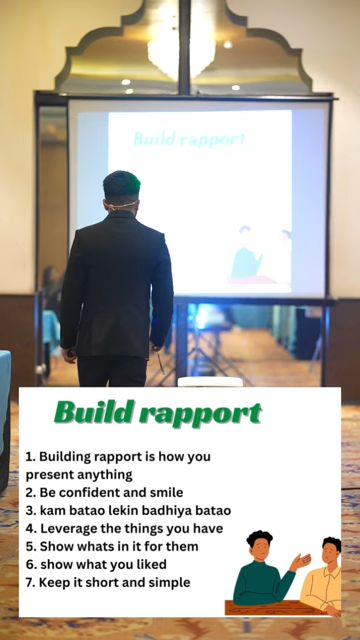 Build rapport
Build rapport
1. Building rapport is how you
present anything
2. Be confident and smile
3. kam batao lekin badhiya batao
4. Leverage the things you have
5. Show whats in it for them
6. show what you liked
7. Keep it short and simple